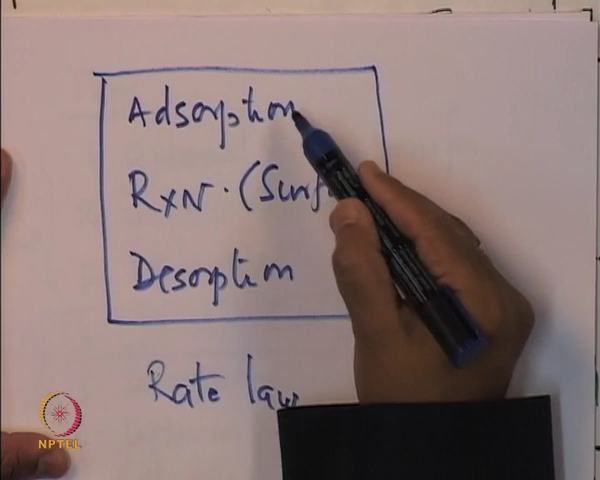 Adsorption
RXN. (Surf
Desorption
Rate law
NPTEL